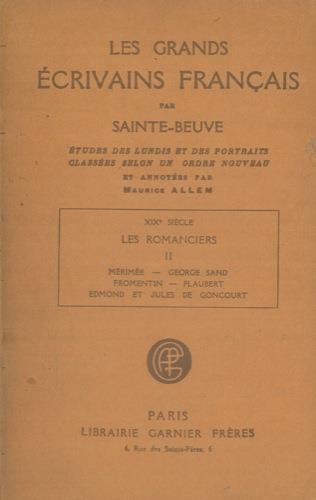 LES GRANDS
ÉCRIVAINS FRANÇAIS
PAR
SAINTE-BEUVE
ÉTUDES DES LUNDIS ET DES PORTRAITS
CLASSÉES SELON UN ORDRE NOUVEAU
ET ANNOTÉES PAR
MAURICE ALLEM
XIXe SIÈCLE
LES ROMANCIERS
II
MÉRIMÉE — GEORGE SAND
FROMENTIN — FLAUBERT
EDMOND ET JULES DE GONCOURT
PARIS
LIBRAIRIE GARNIER FRÈRES
6, Rue des Saints-Pères, 6